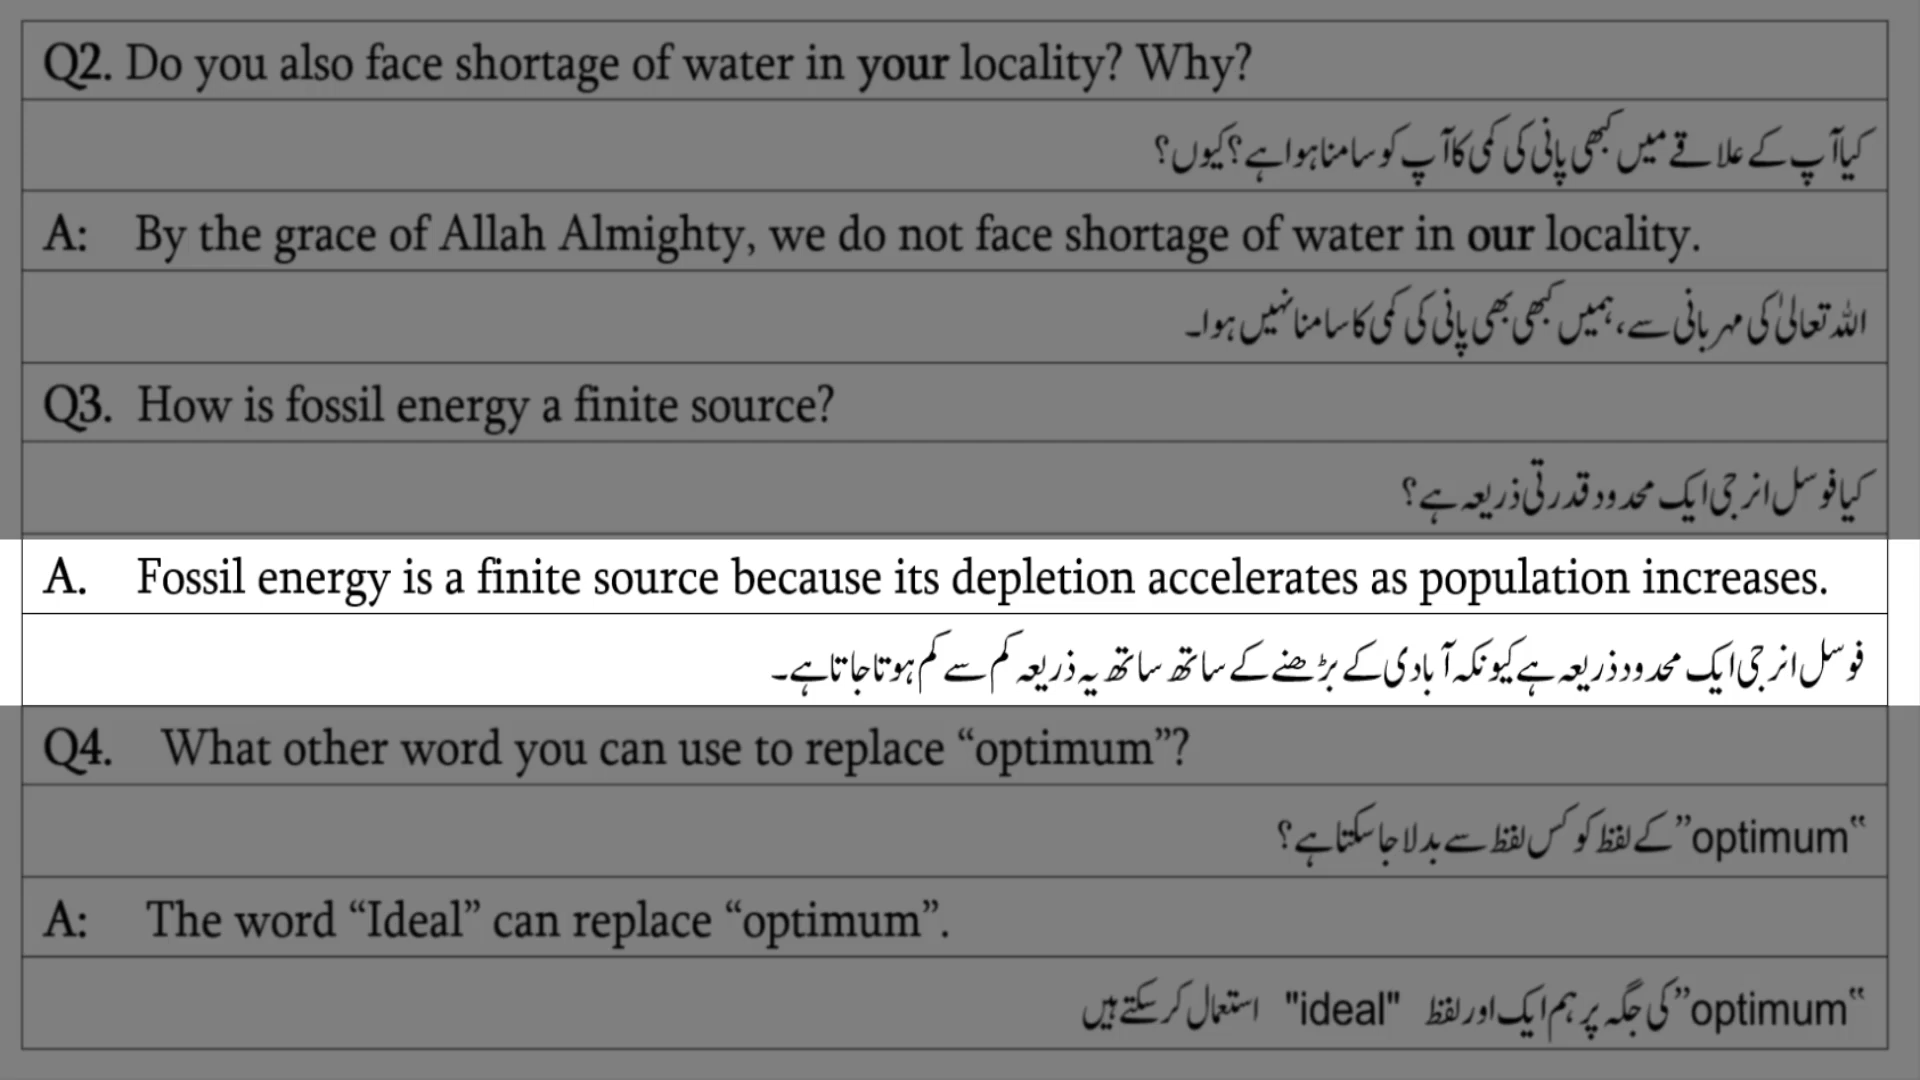 Q2. Do you also face shortage of water in your locality? Why?
کیا آپ کے علاقے میں کبھی پانی کی کمی کا آپ کو سامنا ہوا ہے؟ کیوں؟
A: By the grace of Allah Almighty, we do not face shortage of water in our locality.
اللہ تعالیٰ کی مہربانی سے، ہمیں کبھی بھی پانی کی کمی کا سامنا نہیں ہوا۔
Q3. How is fossil energy a finite source?
کیا فوسل انرجی ایک محدود قدرتی ذریعہ ہے؟
A. Fossil energy is a finite source because its depletion accelerates as population increases.
فوسل انرجی ایک محدود ذریعہ ہے کیونکہ آبادی کے بڑھنے کے ساتھ ساتھ یہ ذریعہ کم سے کم ہوتا جاتا ہے۔
Q4. What other word you can use to replace “optimum”?
“optimum” کے لفظ کو کس لفظ سے بدلا جا سکتا ہے؟
A: The word “Ideal” can replace “optimum”.
“optimum” کی جگہ پر ہم ایک اور لفظ "ideal" استعمال کر سکتے ہیں